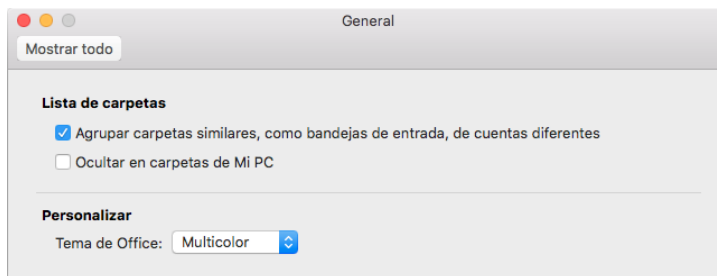 General
Mostrar todo
Lista de carpetas
Agrupar carpetas similares, como bandejas de entrada, de cuentas diferentes
Ocultar en carpetas de Mi PC
Personalizar
Tema de Office: Multicolor